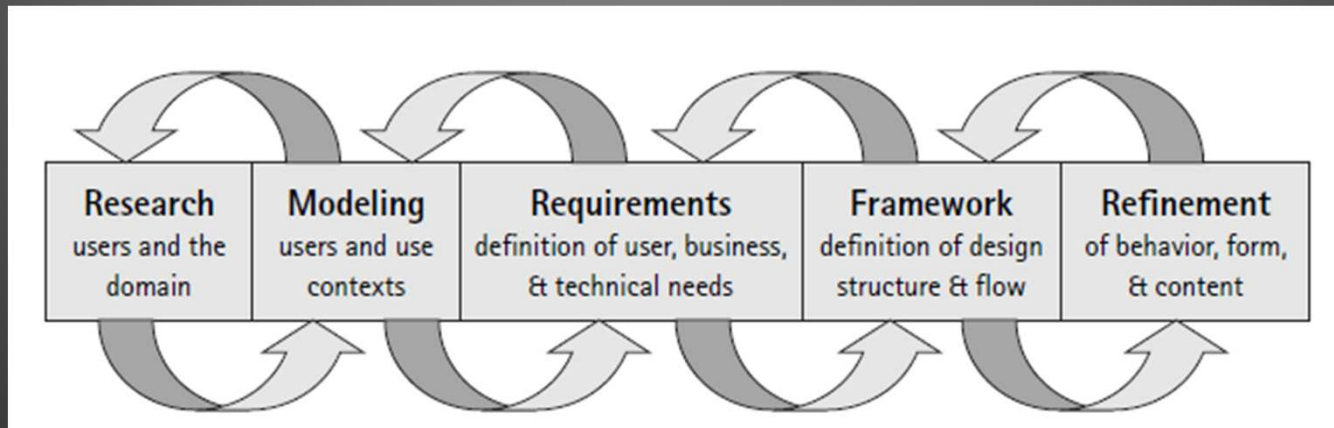 Research
users and the
domain
Modeling
users and use
contexts
Requirements
definition of user, business,
& technical needs
Framework
definition of design
structure & flow
Refinement
of behavior, form,
& content